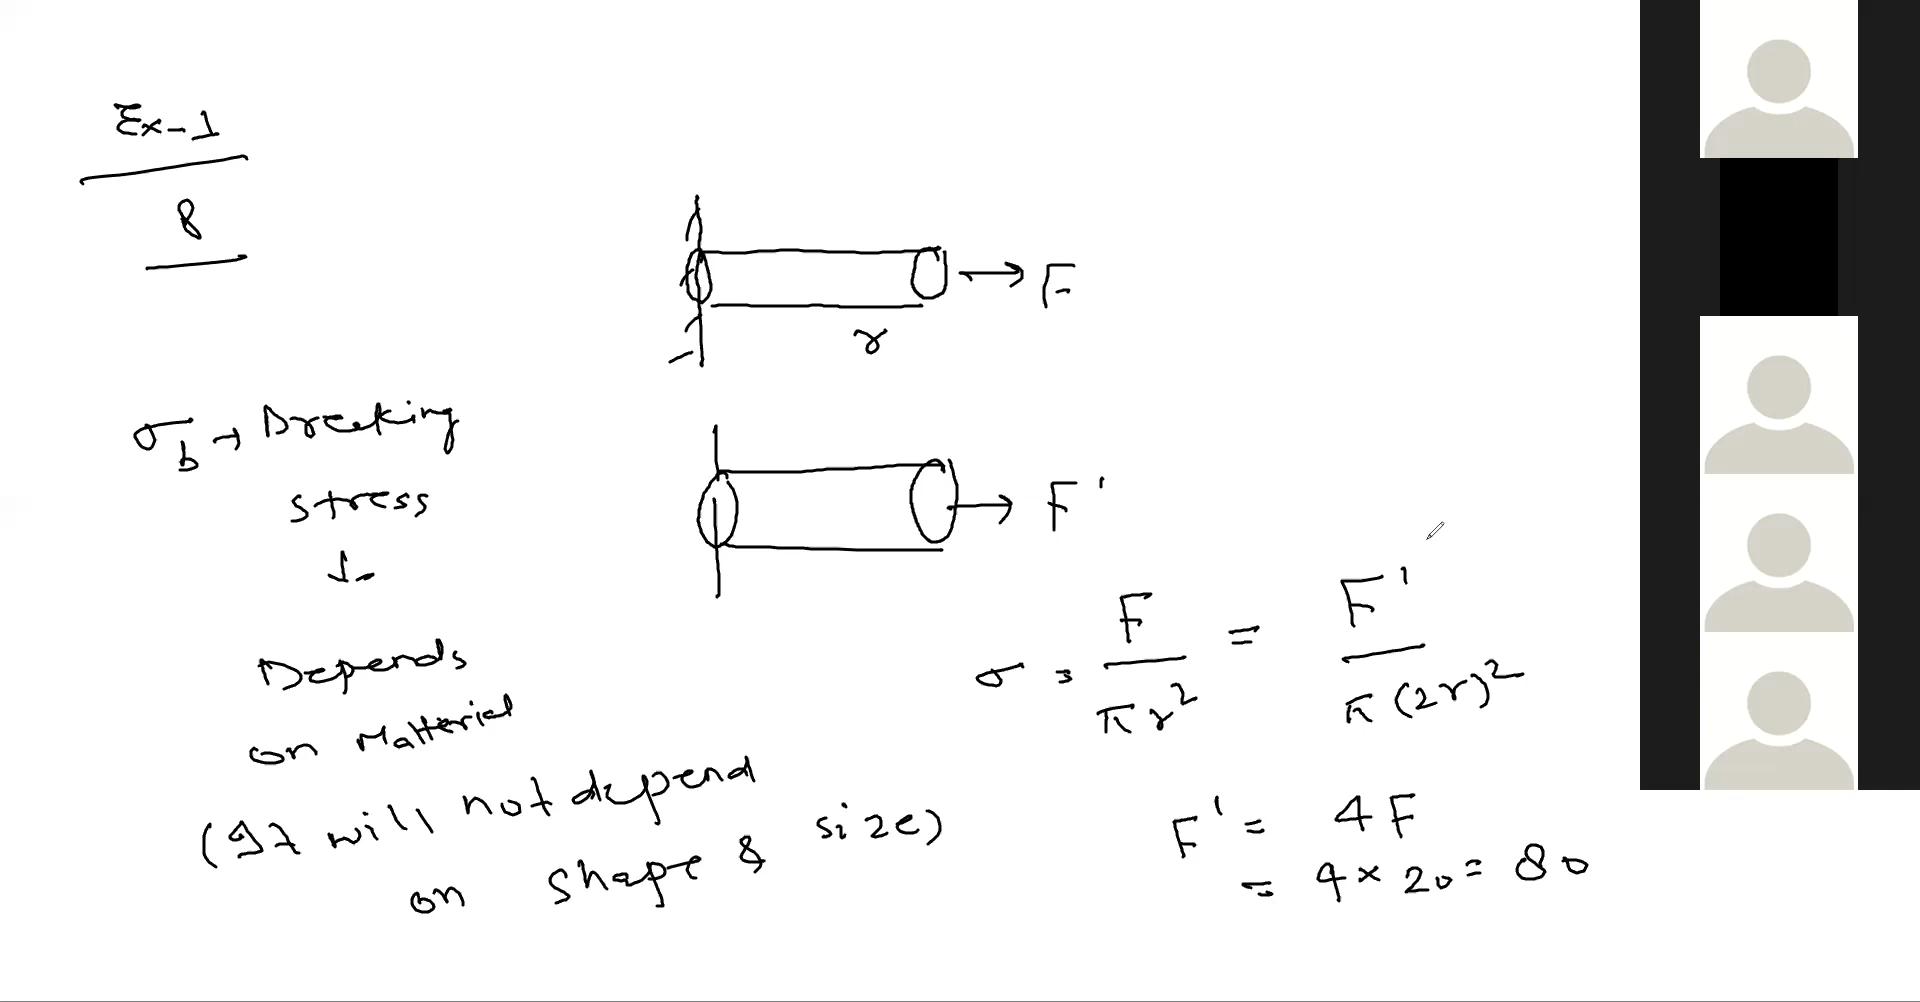 Ex-1
8
F
r
σb → Breaking
stress
F'
Depends
on Matterial
(It will not depend
on shape & size)
σ = F/πr² = F'/π(2r)²
F' = 4F
= 4 × 20 = 80